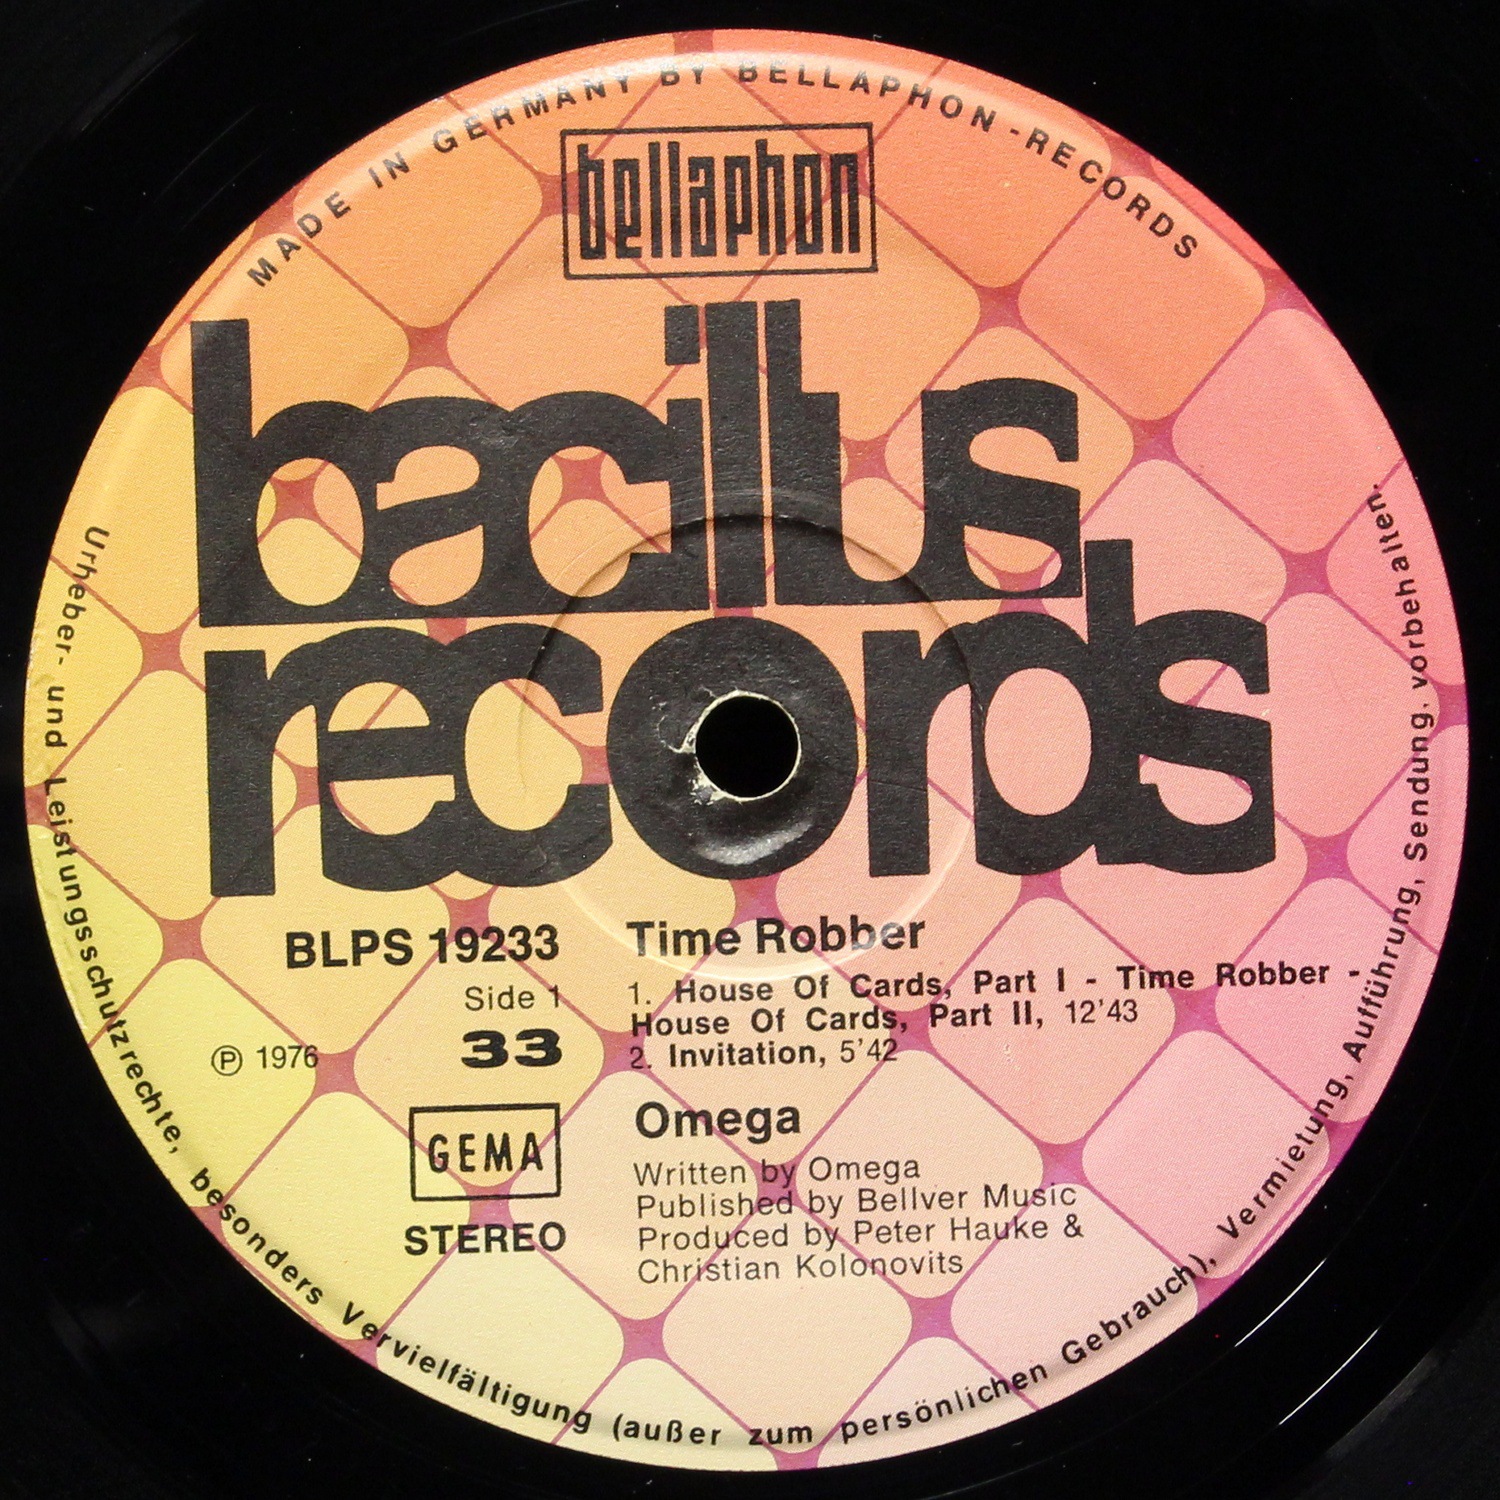 MADE IN GERMANY BY BELLAPHON-RECORDS
bellaphon
bacillus
records
BLPS 19233
Side 1
33
℗ 1976
GEMA
STEREO
Time Robber
1. House Of Cards, Part I - Time Robber -
House Of Cards, Part II, 12'43
2. Invitation, 5'42
Omega
Written by Omega
Published by Bellver Music
Produced by Peter Hauke &
Christian Kolonovits
Urheber- und Leistungsschutzrechte, besonders Vervielfältigung (außer zum persönlichen Gebrauch), Vermietung, Aufführung, Sendung, vorbehalten.